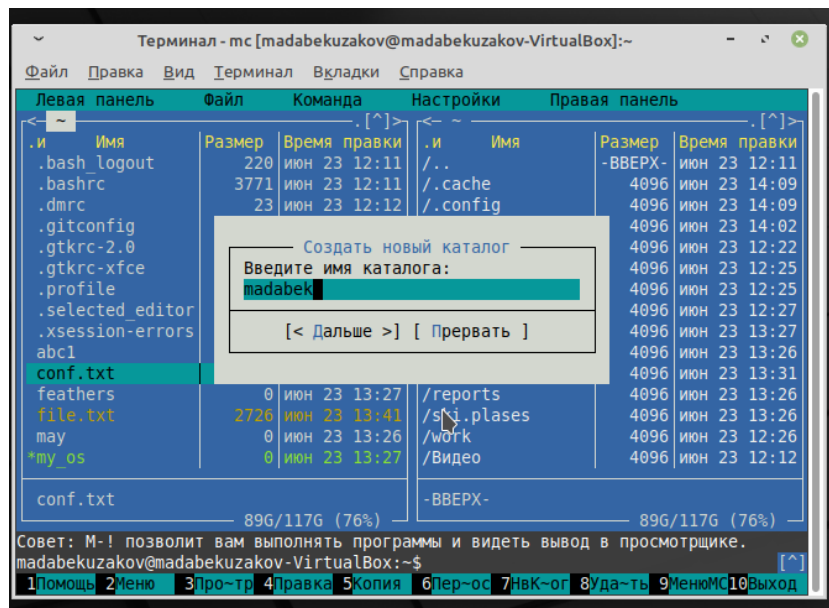 Терминал - mc [madabekuzakov@madabekuzakov-VirtualBox]:~
Файл Правка Вид Терминал Вкладки Справка
Левая панель Файл Команда Настройки Правая панель
<- ~ .[^]> <- ~ .[^]>
.и Имя Размер Время правки .и Имя Размер Время правки
.bash_logout 220 июн 23 12:11 /.. -ВВЕРХ- июн 23 12:11
.bashrc 3771 июн 23 12:11 /.cache 4096 июн 23 14:09
.dmrc 23 июн 23 12:12 /.config 4096 июн 23 14:09
.gitconfig 4096 июн 23 14:02
.gtkrc-2.0 Создать новый каталог 4096 июн 23 12:22
.gtkrc-xfce Введите имя каталога: 4096 июн 23 12:25
.profile madabek 4096 июн 23 12:25
.selected_editor 4096 июн 23 12:27
.xsession-errors [< Дальше >] [ Прервать ] 4096 июн 23 13:27
abc1 4096 июн 23 13:26
conf.txt 4096 июн 23 13:31
feathers 0 июн 23 13:27 /reports 4096 июн 23 13:26
file.txt 2726 июн 23 13:41 /ski.plases 4096 июн 23 13:26
may 0 июн 23 13:26 /work 4096 июн 23 12:26
*my_os 0 июн 23 13:27 /Видео 4096 июн 23 12:12
conf.txt -ВВЕРХ-
89G/117G (76%) 89G/117G (76%)
Совет: M-! позволит вам выполнять программы и видеть вывод в просмотрщике.
madabekuzakov@madabekuzakov-VirtualBox:~$ [^]
1Помощь 2Меню 3Про~тр 4Правка 5Копия 6Пер~ос 7НвК~ог 8Уда~ть 9МенюMC 10Выход